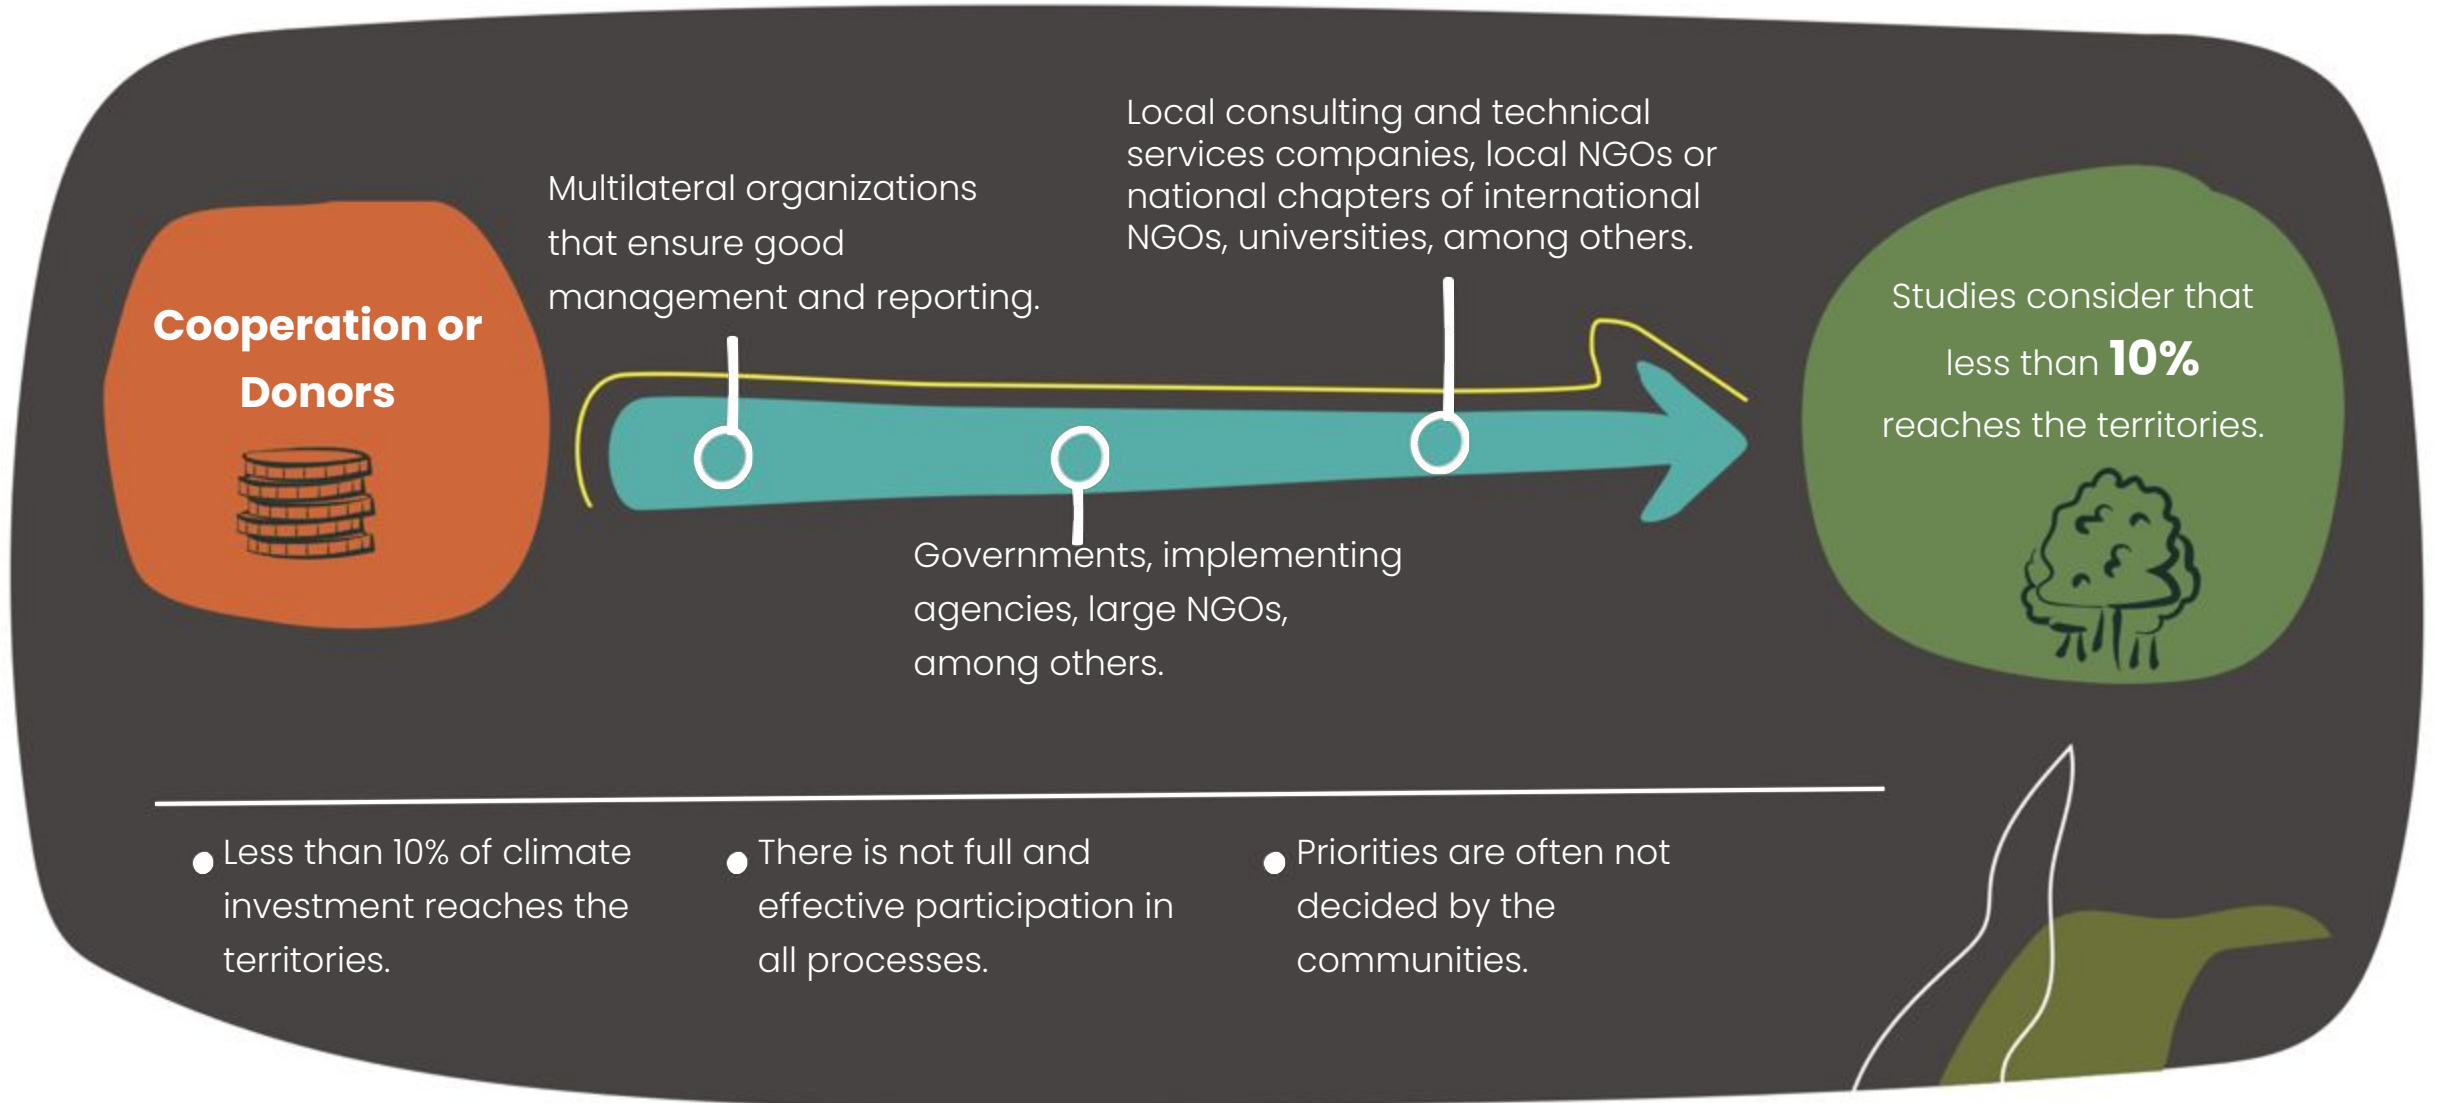 Cooperation or
Donors
Multilateral organizations
that ensure good
management and reporting.
Governments, implementing
agencies, large NGOs,
among others.
Local consulting and technical
services companies, local NGOs or
national chapters of international
NGOs, universities, among others.
Studies consider that
less than 10%
reaches the territories.
Less than 10% of climate
investment reaches the
territories.
There is not full and
effective participation in
all processes.
Priorities are often not
decided by the
communities.